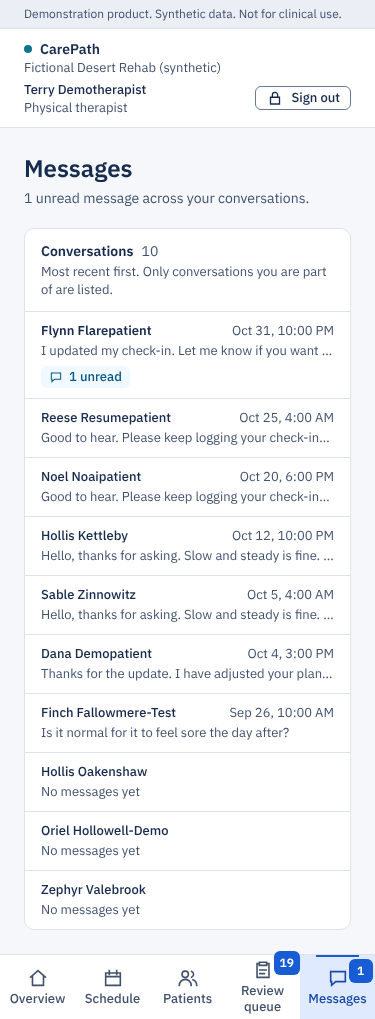 Demonstration product. Synthetic data. Not for clinical use.
CarePath
Fictional Desert Rehab (synthetic)
Terry Demotherapist
Physical therapist
Sign out
Messages
1 unread message across your conversations.
Conversations 10
Most recent first. Only conversations you are part
of are listed.
Flynn Flarepatient Oct 31, 10:00 PM
I updated my check-in. Let me know if you want ...
1 unread
Reese Resumepatient Oct 25, 4:00 AM
Good to hear. Please keep logging your check-in...
Noel Noaipatient Oct 20, 6:00 PM
Good to hear. Please keep logging your check-in...
Hollis Kettleby Oct 12, 10:00 PM
Hello, thanks for asking. Slow and steady is fine. ...
Sable Zinnowitz Oct 5, 4:00 AM
Hello, thanks for asking. Slow and steady is fine. ...
Dana Demopatient Oct 4, 3:00 PM
Thanks for the update. I have adjusted your plan...
Finch Fallowmere-Test Sep 26, 10:00 AM
Is it normal for it to feel sore the day after?
Hollis Oakenshaw
No messages yet
Oriel Hollowell-Demo
No messages yet
Zephyr Valebrook
No messages yet
Overview
Schedule
Patients
19
Review
queue
1
Messages